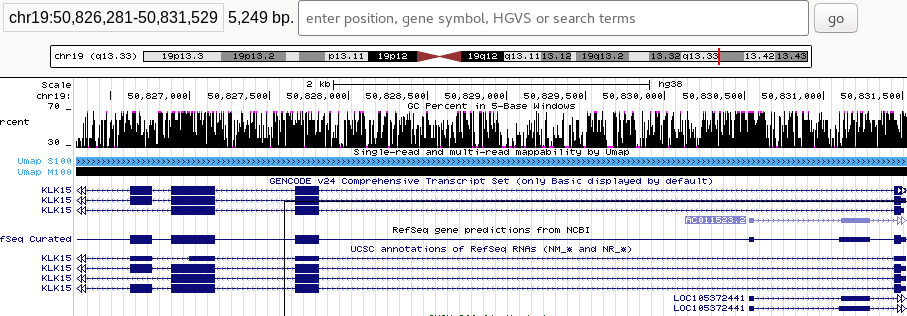 chr19:50,826,281-50,831,529 5,249 bp. enter position, gene symbol, HGVS or search terms go
chr19 (q13.33) 19p13.3 19p13.2 p13.11 19p12 19q12 q13.11 13.12 19q13.2 13.32 q13.33 13.42 13.43
Scale 2 kb hg38
chr19: 50,827,000 50,827,500 50,828,000 50,828,500 50,829,000 50,829,500 50,830,000 50,830,500 50,831,000 50,831,500
GC Percent in 5-Base Windows
70 _
rcent
30 _
Single-read and multi-read mappability by Umap
Umap S100
Umap M100
GENCODE v24 Comprehensive Transcript Set (only Basic displayed by default)
KLK15
KLK15
KLK15
AC011523.2
RefSeq gene predictions from NCBI
efSeq Curated
UCSC annotations of RefSeq RNAs (NM_* and NR_*)
KLK15
KLK15
KLK15
KLK15
LOC105372441
LOC105372441